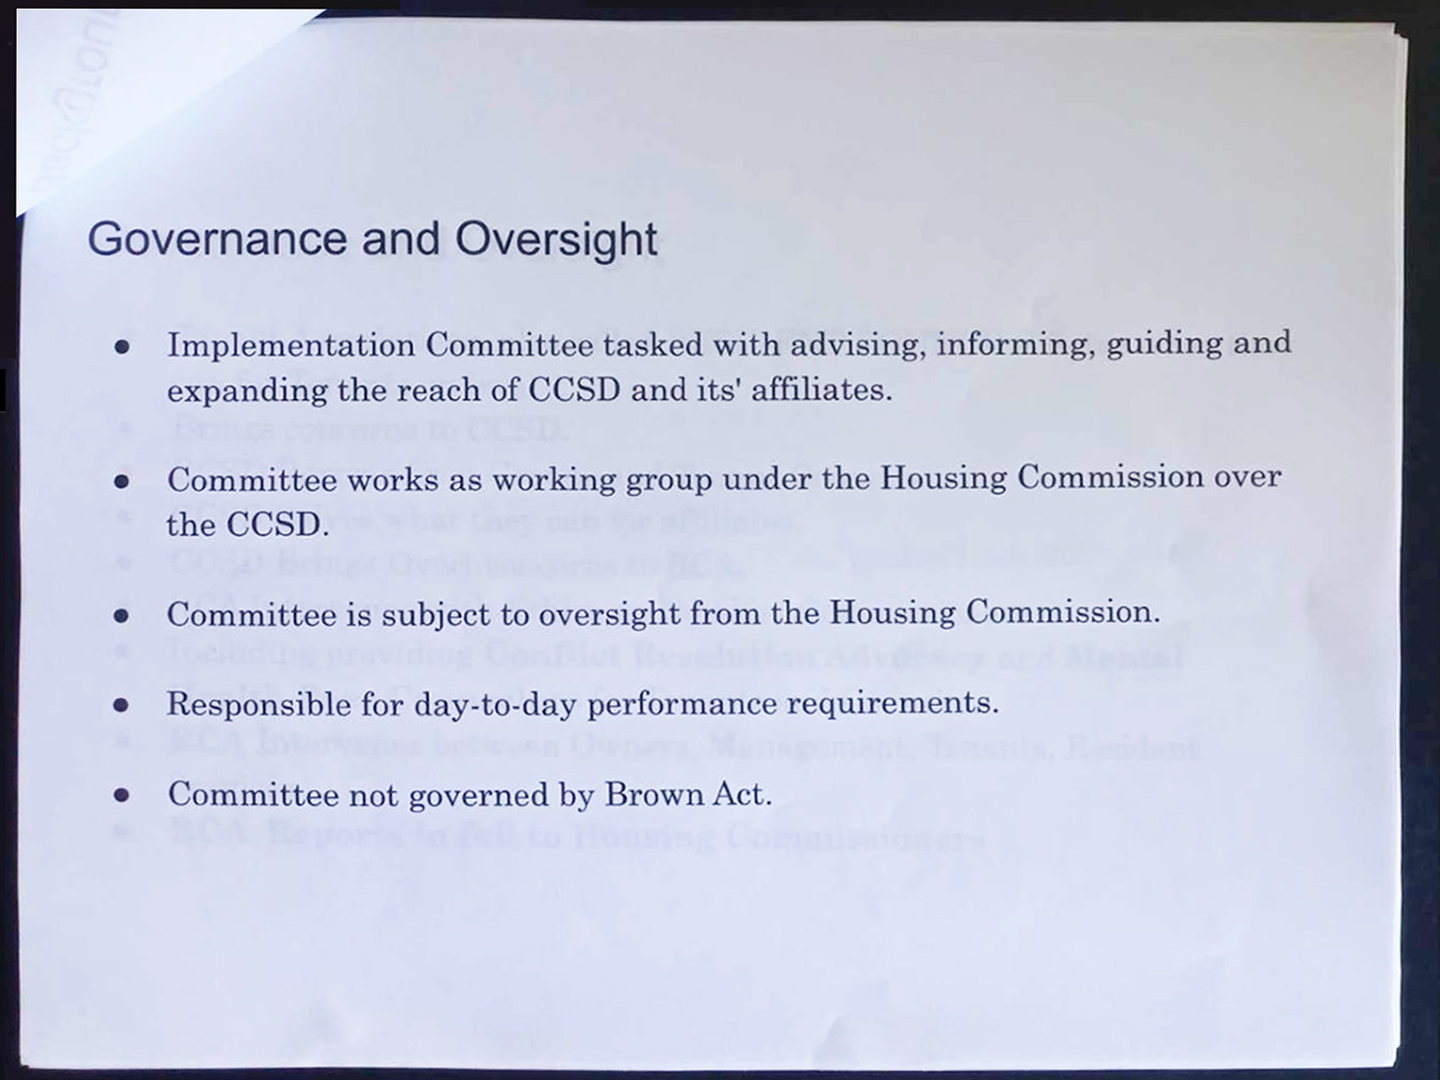 Governance and Oversight
● Implementation Committee tasked with advising, informing, guiding and
expanding the reach of CCSD and its' affiliates.
● Committee works as working group under the Housing Commission over
the CCSD.
● Committee is subject to oversight from the Housing Commission.
● Responsible for day-to-day performance requirements.
● Committee not governed by Brown Act.